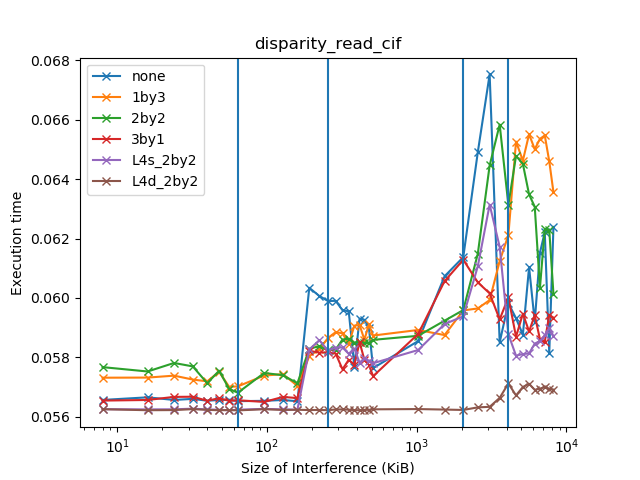 disparity_read_cif
none
1by3
2by2
3by1
L4s_2by2
L4d_2by2
0.068
0.066
0.064
0.062
0.060
0.058
0.056
Execution time
10¹
10²
10³
10⁴
Size of Interference (KiB)